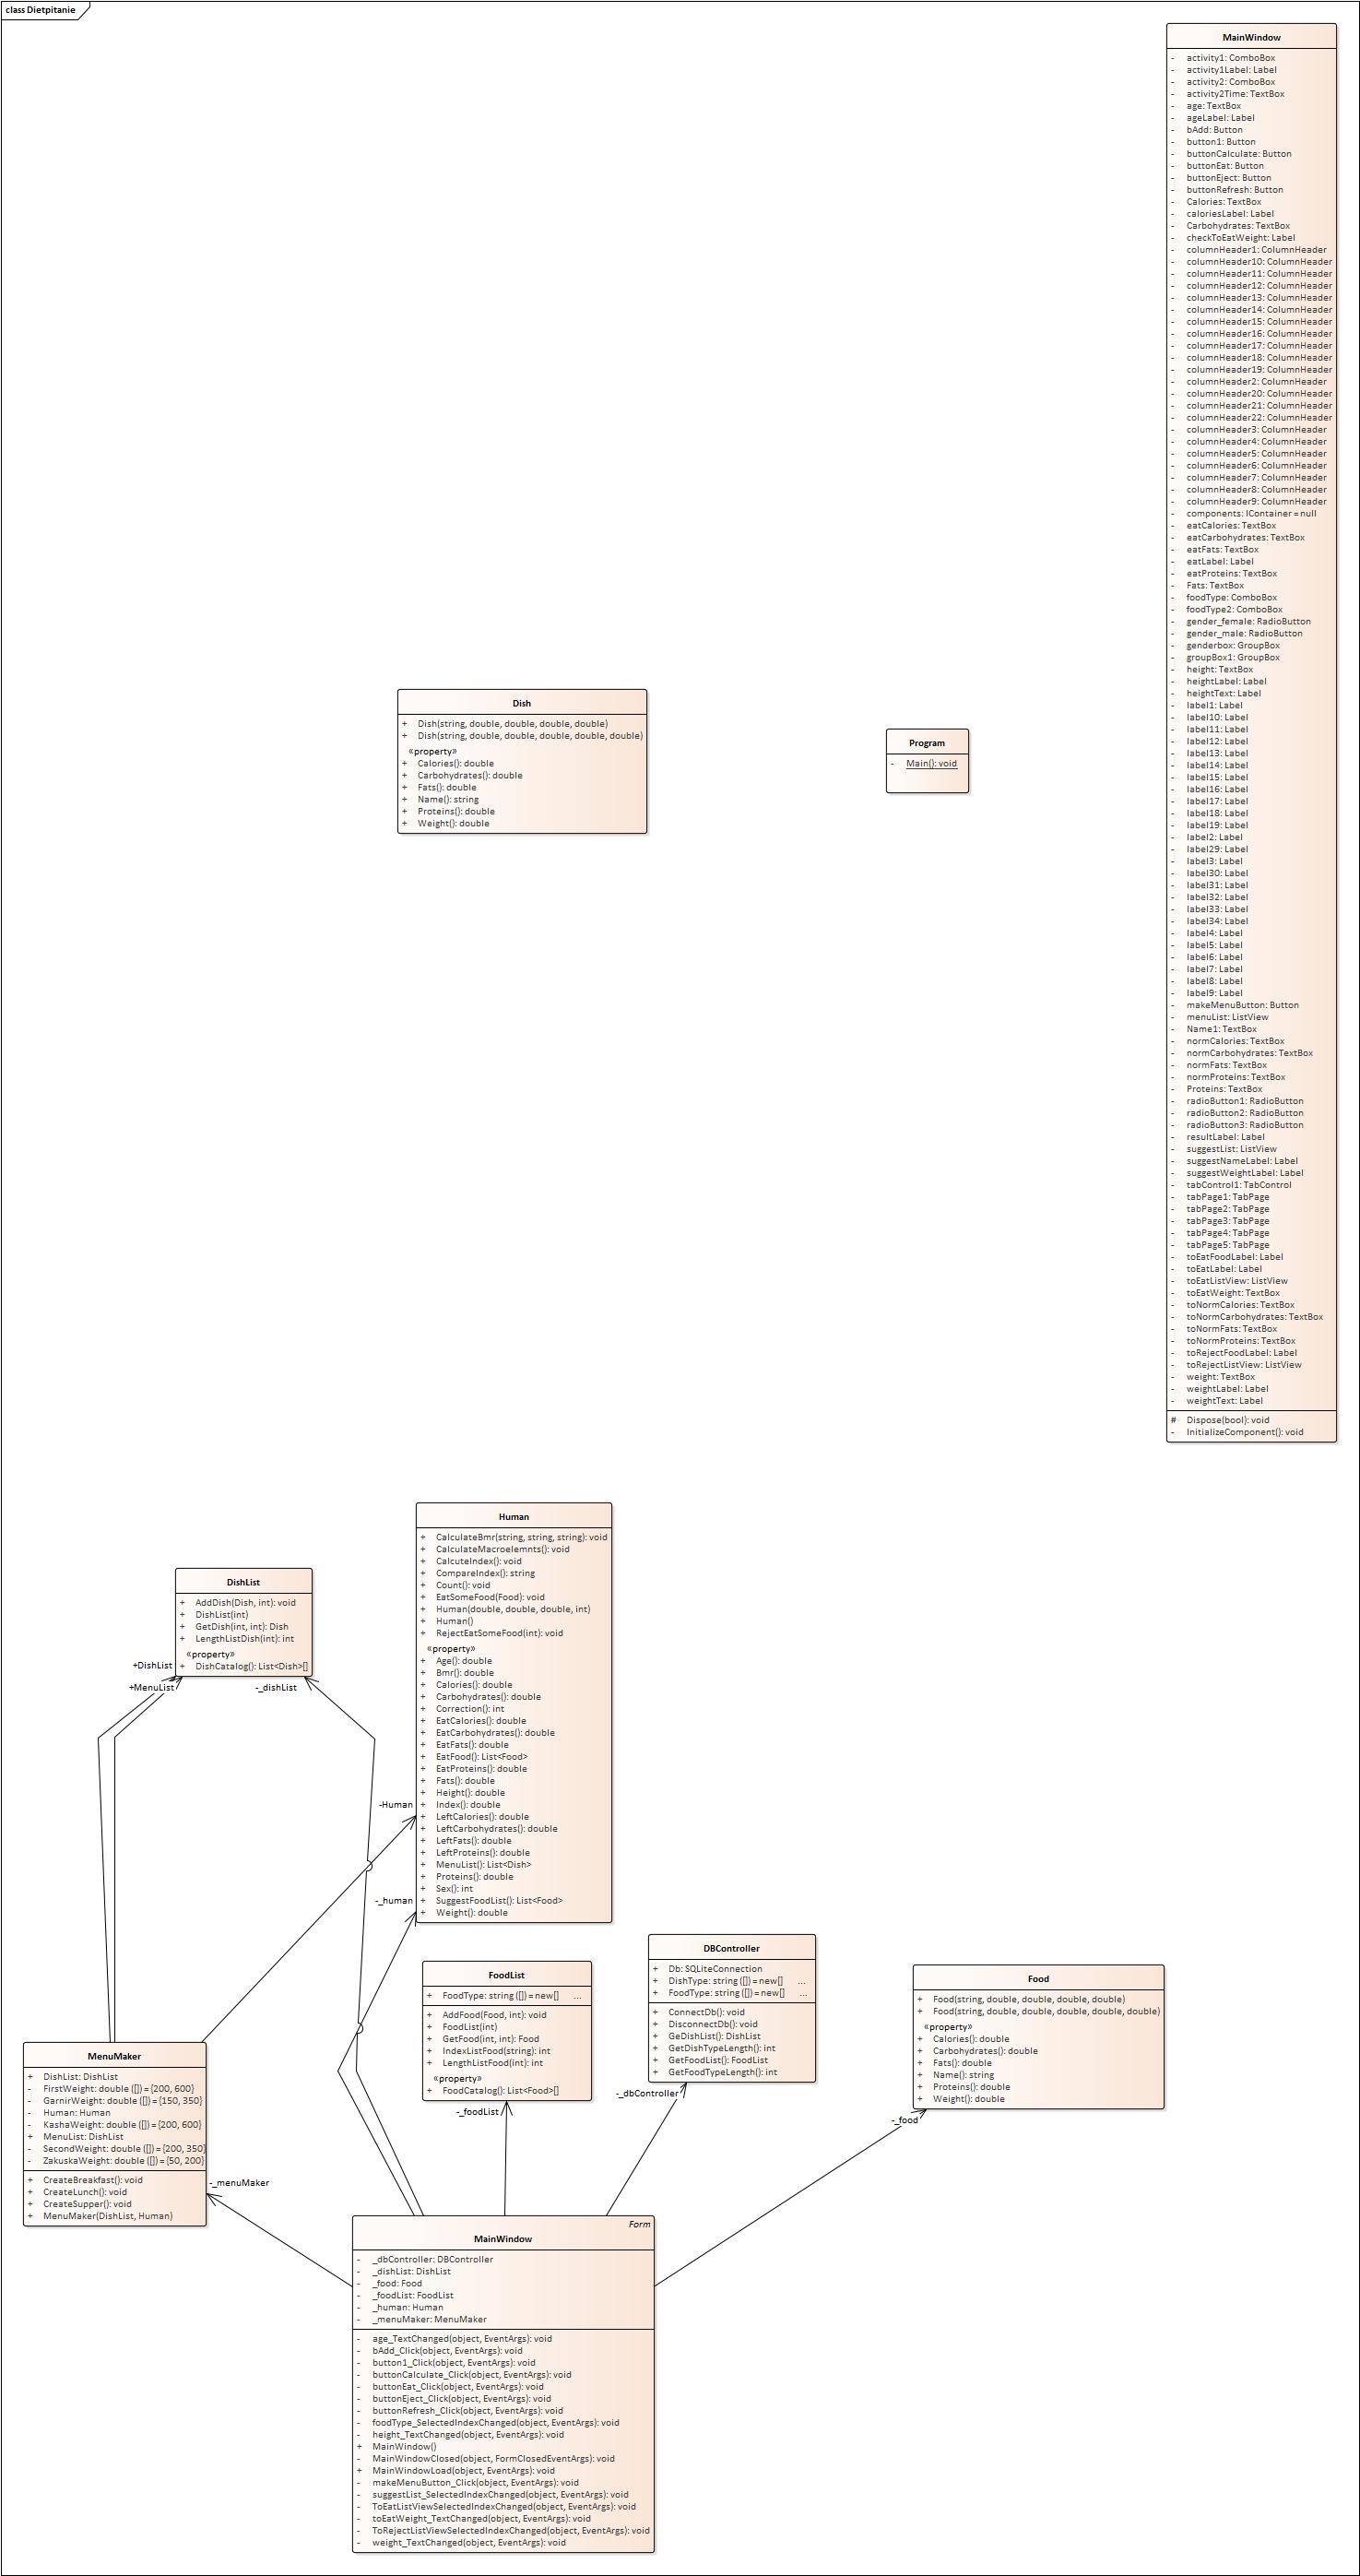 class Dietpitanie
MainWindow
- activity1: ComboBox
- activity1Label: Label
- activity2: ComboBox
- activity2Time: TextBox
- age: TextBox
- ageLabel: Label
- bAdd: Button
- button1: Button
- buttonCalculate: Button
- buttonEat: Button
- buttonEject: Button
- buttonRefresh: Button
- Calories: TextBox
- caloriesLabel: Label
- Carbohydrates: TextBox
- checkToEatWeight: Label
- columnHeader1: ColumnHeader
- columnHeader10: ColumnHeader
- columnHeader11: ColumnHeader
- columnHeader12: ColumnHeader
- columnHeader13: ColumnHeader
- columnHeader14: ColumnHeader
- columnHeader15: ColumnHeader
- columnHeader16: ColumnHeader
- columnHeader17: ColumnHeader
- columnHeader18: ColumnHeader
- columnHeader19: ColumnHeader
- columnHeader2: ColumnHeader
- columnHeader20: ColumnHeader
- columnHeader21: ColumnHeader
- columnHeader22: ColumnHeader
- columnHeader3: ColumnHeader
- columnHeader4: ColumnHeader
- columnHeader5: ColumnHeader
- columnHeader6: ColumnHeader
- columnHeader7: ColumnHeader
- columnHeader8: ColumnHeader
- columnHeader9: ColumnHeader
- components: IContainer = null
- eatCalories: TextBox
- eatCarbohydrates: TextBox
- eatFats: TextBox
- eatLabel: Label
- eatProteins: TextBox
- Fats: TextBox
- foodType: ComboBox
- foodType2: ComboBox
- gender_female: RadioButton
- gender_male: RadioButton
- genderbox: GroupBox
- groupBox1: GroupBox
- height: TextBox
- heightLabel: Label
- heightText: Label
- label1: Label
- label10: Label
- label11: Label
- label12: Label
- label13: Label
- label14: Label
- label15: Label
- label16: Label
- label17: Label
- label18: Label
- label19: Label
- label2: Label
- label29: Label
- label3: Label
- label30: Label
- label31: Label
- label32: Label
- label33: Label
- label34: Label
- label4: Label
- label5: Label
- label6: Label
- label7: Label
- label8: Label
- label9: Label
- makeMenuButton: Button
- menuList: ListView
- Name1: TextBox
- normCalories: TextBox
- normCarbohydrates: TextBox
- normFats: TextBox
- normProteins: TextBox
- Proteins: TextBox
- radioButton1: RadioButton
- radioButton2: RadioButton
- radioButton3: RadioButton
- resultLabel: Label
- suggestList: ListView
- suggestNameLabel: Label
- suggestWeightLabel: Label
- tabControl1: TabControl
- tabPage1: TabPage
- tabPage2: TabPage
- tabPage3: TabPage
- tabPage4: TabPage
- tabPage5: TabPage
- toEatFoodLabel: Label
- toEatLabel: Label
- toEatListView: ListView
- toEatWeight: TextBox
- toNormCalories: TextBox
- toNormCarbohydrates: TextBox
- toNormFats: TextBox
- toNormProteins: TextBox
- toRejectFoodLabel: Label
- toRejectListView: ListView
- weight: TextBox
- weightLabel: Label
- weightText: Label
# Dispose(bool): void
- InitializeComponent(): void
Dish
+ Dish(string, double, double, double, double)
+ Dish(string, double, double, double, double, double)
«property»
+ Calories(): double
+ Carbohydrates(): double
+ Fats(): double
+ Name(): string
+ Proteins(): double
+ Weight(): double
Program
- Main(): void
Human
+ CalculateBmr(string, string, string): void
+ CalculateMacroelemnts(): void
+ CalcuteIndex(): void
+ CompareIndex(): string
+ Count(): void
+ EatSomeFood(Food): void
+ Human(double, double, double, int)
+ Human()
+ RejectEatSomeFood(int): void
«property»
+ Age(): double
+ Bmr(): double
+ Calories(): double
+ Carbohydrates(): double
+ Correction(): int
+ EatCalories(): double
+ EatCarbohydrates(): double
+ EatFats(): double
+ EatFood(): List<Food>
+ EatProteins(): double
+ Fats(): double
+ Height(): double
+ Index(): double
+ LeftCalories(): double
+ LeftCarbohydrates(): double
+ LeftFats(): double
+ LeftProteins(): double
+ MenuList(): List<Dish>
+ Proteins(): double
+ Sex(): int
+ SuggestFoodList(): List<Food>
+ Weight(): double
DishList
+ AddDish(Dish, int): void
+ DishList(int)
+ GetDish(int, int): Dish
+ LengthListDish(int): int
«property»
+ DishCatalog(): List<Dish>[]
+DishList
+MenuList
-_dishList
-Human
-_human
FoodList
+ FoodType: string ([]) = new[] ...
+ AddFood(Food, int): void
+ FoodList(int)
+ GetFood(int, int): Food
+ IndexListFood(string): int
+ LengthListFood(int): int
«property»
+ FoodCatalog(): List<Food>[]
DBController
+ Db: SQLiteConnection
+ DishType: string ([]) = new[] ...
+ FoodType: string ([]) = new[] ...
+ ConnectDb(): void
+ DisconnectDb(): void
+ GeDishList(): DishList
+ GetDishTypeLength(): int
+ GetFoodList(): FoodList
+ GetFoodTypeLength(): int
Food
+ Food(string, double, double, double, double)
+ Food(string, double, double, double, double, double)
«property»
+ Calories(): double
+ Carbohydrates(): double
+ Fats(): double
+ Name(): string
+ Proteins(): double
+ Weight(): double
MenuMaker
+ DishList: DishList
- FirstWeight: double ([]) = {200, 600}
- GarnirWeight: double ([]) = {150, 350}
- Human: Human
- KashaWeight: double ([]) = {200, 600}
+ MenuList: DishList
- SecondWeight: double ([]) = {200, 350}
- ZakuskaWeight: double ([]) = {50, 200}
+ CreateBreakfast(): void
+ CreateLunch(): void
+ CreateSupper(): void
+ MenuMaker(DishList, Human)
-_menuMaker
-_foodList
-_dbController
-_food
Form
MainWindow
- _dbController: DBController
- _dishList: DishList
- _food: Food
- _foodList: FoodList
- _human: Human
- _menuMaker: MenuMaker
- age_TextChanged(object, EventArgs): void
- bAdd_Click(object, EventArgs): void
- button1_Click(object, EventArgs): void
- buttonCalculate_Click(object, EventArgs): void
- buttonEat_Click(object, EventArgs): void
- buttonEject_Click(object, EventArgs): void
- buttonRefresh_Click(object, EventArgs): void
- foodType_SelectedIndexChanged(object, EventArgs): void
- height_TextChanged(object, EventArgs): void
+ MainWindow()
- MainWindowClosed(object, FormClosedEventArgs): void
+ MainWindowLoad(object, EventArgs): void
- makeMenuButton_Click(object, EventArgs): void
- suggestList_SelectedIndexChanged(object, EventArgs): void
- ToEatListViewSelectedIndexChanged(object, EventArgs): void
- toEatWeight_TextChanged(object, EventArgs): void
- ToRejectListViewSelectedIndexChanged(object, EventArgs): void
- weight_TextChanged(object, EventArgs): void